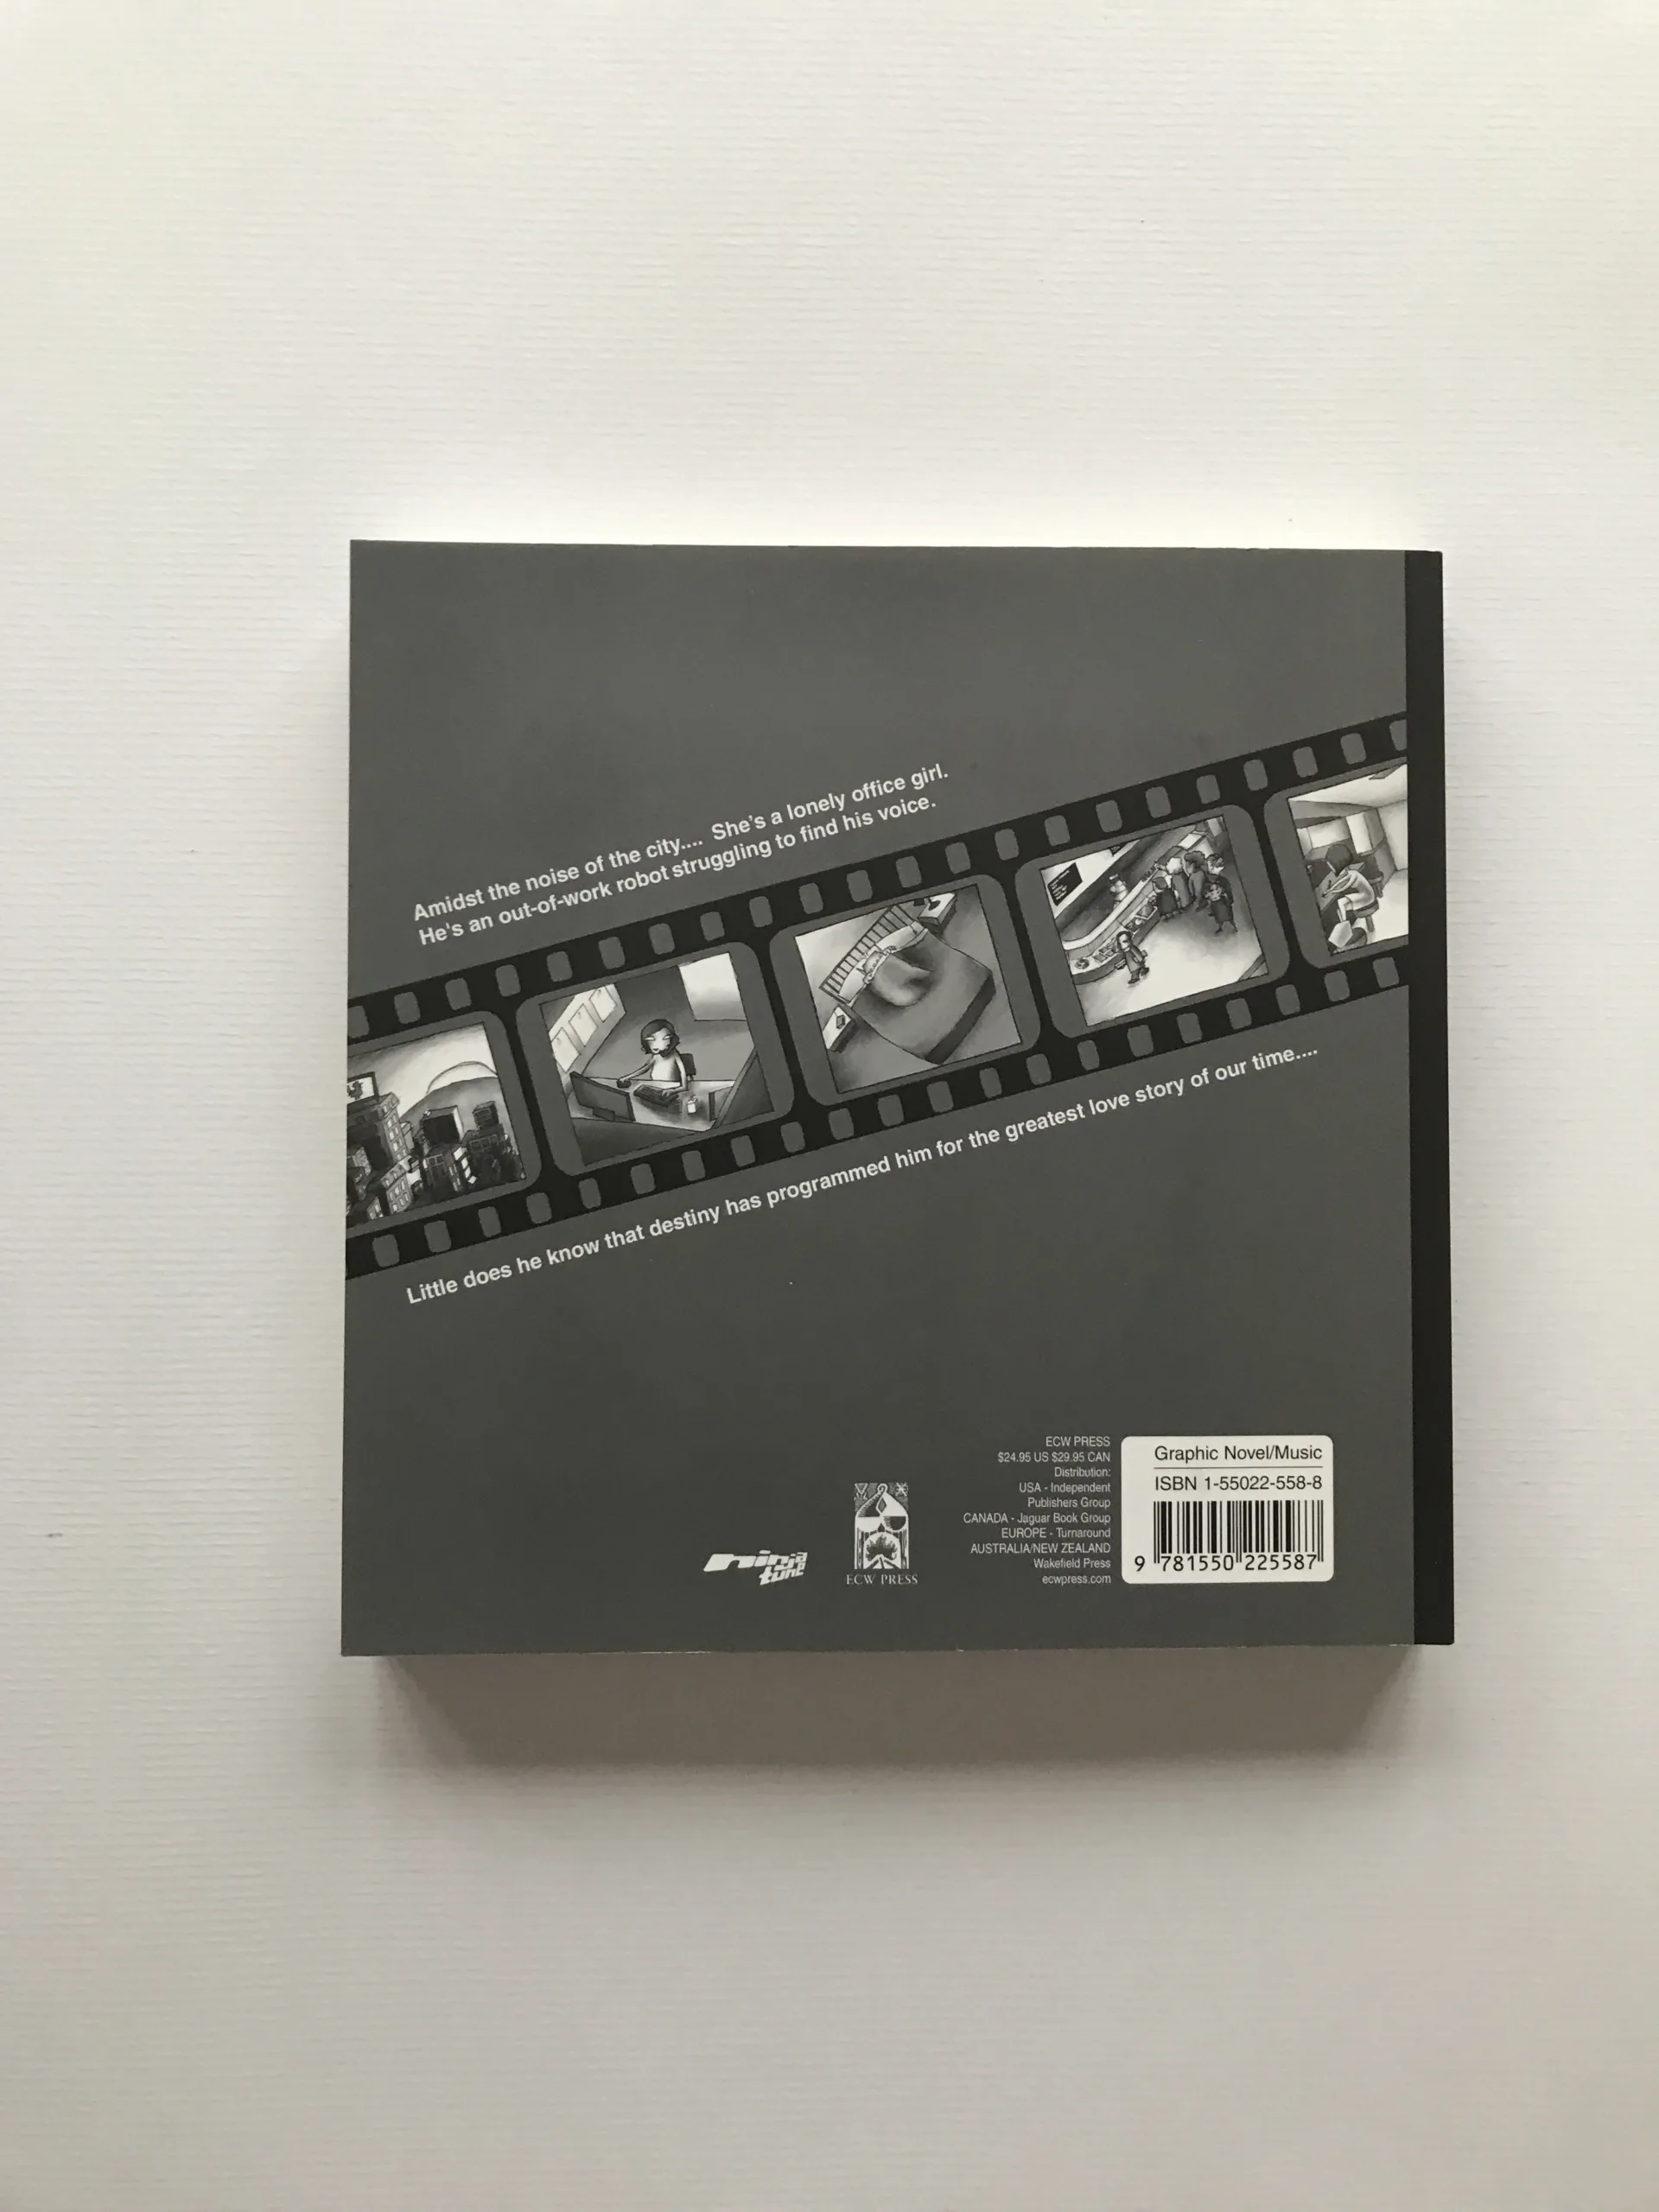 Amidst the noise of the city.... She's a lonely office girl.
He's an out-of-work robot struggling to find his voice.
Little does he know that destiny has programmed him for the greatest love story of our time....
ninja
tune
ECW PRESS
ECW PRESS
$24.95 US $29.95 CAN
Distribution:
USA - Independent
Publishers Group
CANADA - Jaguar Book Group
EUROPE - Turnaround
AUSTRALIA/NEW ZEALAND
Wakefield Press
ecwpress.com
Graphic Novel/Music
ISBN 1-55022-558-8
9 781550 225587